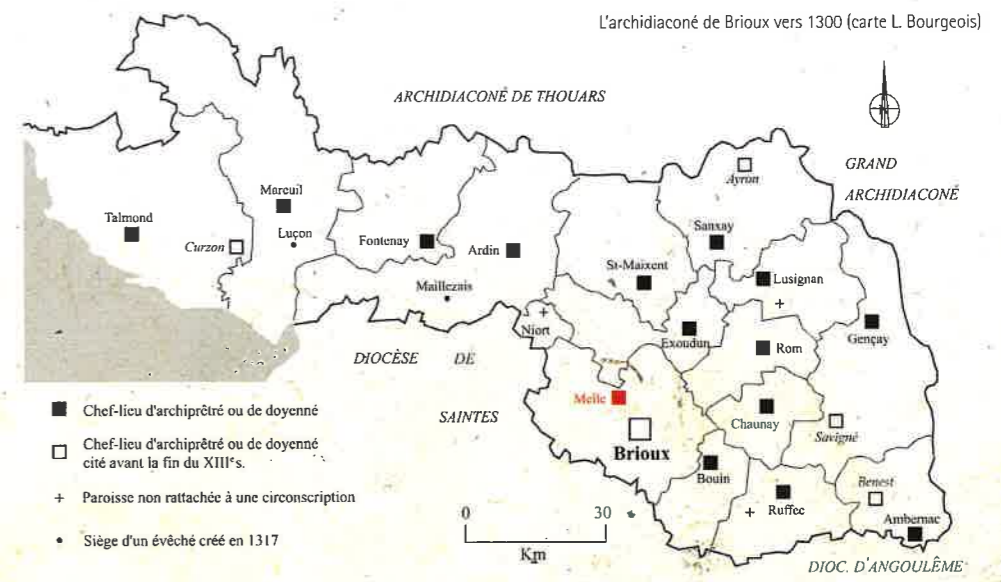 L'archidiaconé de Brioux vers 1300 (carte L. Bourgeois)
ARCHIDIACONÉ DE THOUARS
GRAND
ARCHIDIACONÉ
Ayron
Mareuil
Talmond
Luçon
Curzon
Fontenay
Ardin
Sanxay
St-Maixent
Lusignan
Maillezais
Niort
Exoudun
Gençay
Rom
DIOCÈSE DE
SAINTES
Melle
Chaunay
Savigné
Brioux
Bouin
Benest
Ruffec
Ambernac
DIOC. D'ANGOULÊME
Chef-lieu d'archiprêtré ou de doyenné
Chef-lieu d'archiprêtré ou de doyenné
cité avant la fin du XIIIᵉs.
Paroisse non rattachée à une circonscription
Siège d'un évêché créé en 1317
0 30
Km